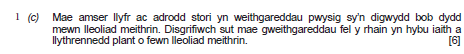 1 (c) Mae amser llyfr ac adrodd stori yn weithgareddau pwysig sy'n digwydd bob dydd
mewn lleoliad meithrin. Disgrifiwch sut mae gweithgareddau fel y rhain yn hybu iaith a
llythrennedd plant o fewn lleoliad meithrin. [6]